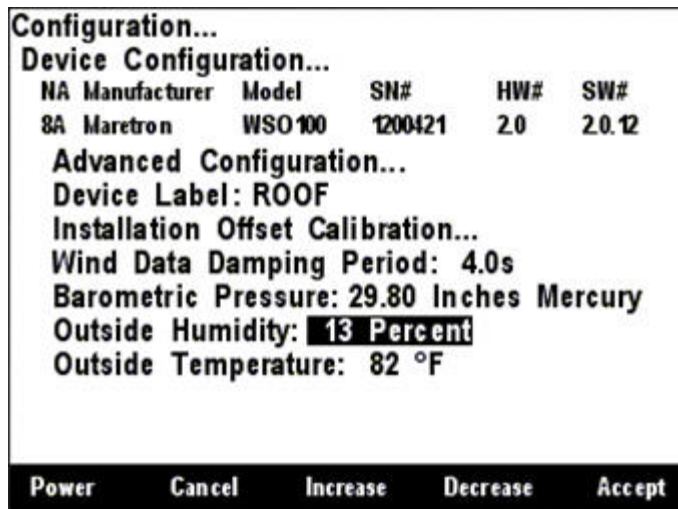 Configuration...
Device Configuration...
NA Manufacturer Model SN# HW# SW#
8A Maretron WSO100 1200421 2.0 2.0.12
Advanced Configuration...
Device Label: ROOF
Installation Offset Calibration...
Wind Data Damping Period: 4.0s
Barometric Pressure: 29.80 Inches Mercury
Outside Humidity: 13 Percent
Outside Temperature: 82 °F
Power Cancel Increase Decrease Accept